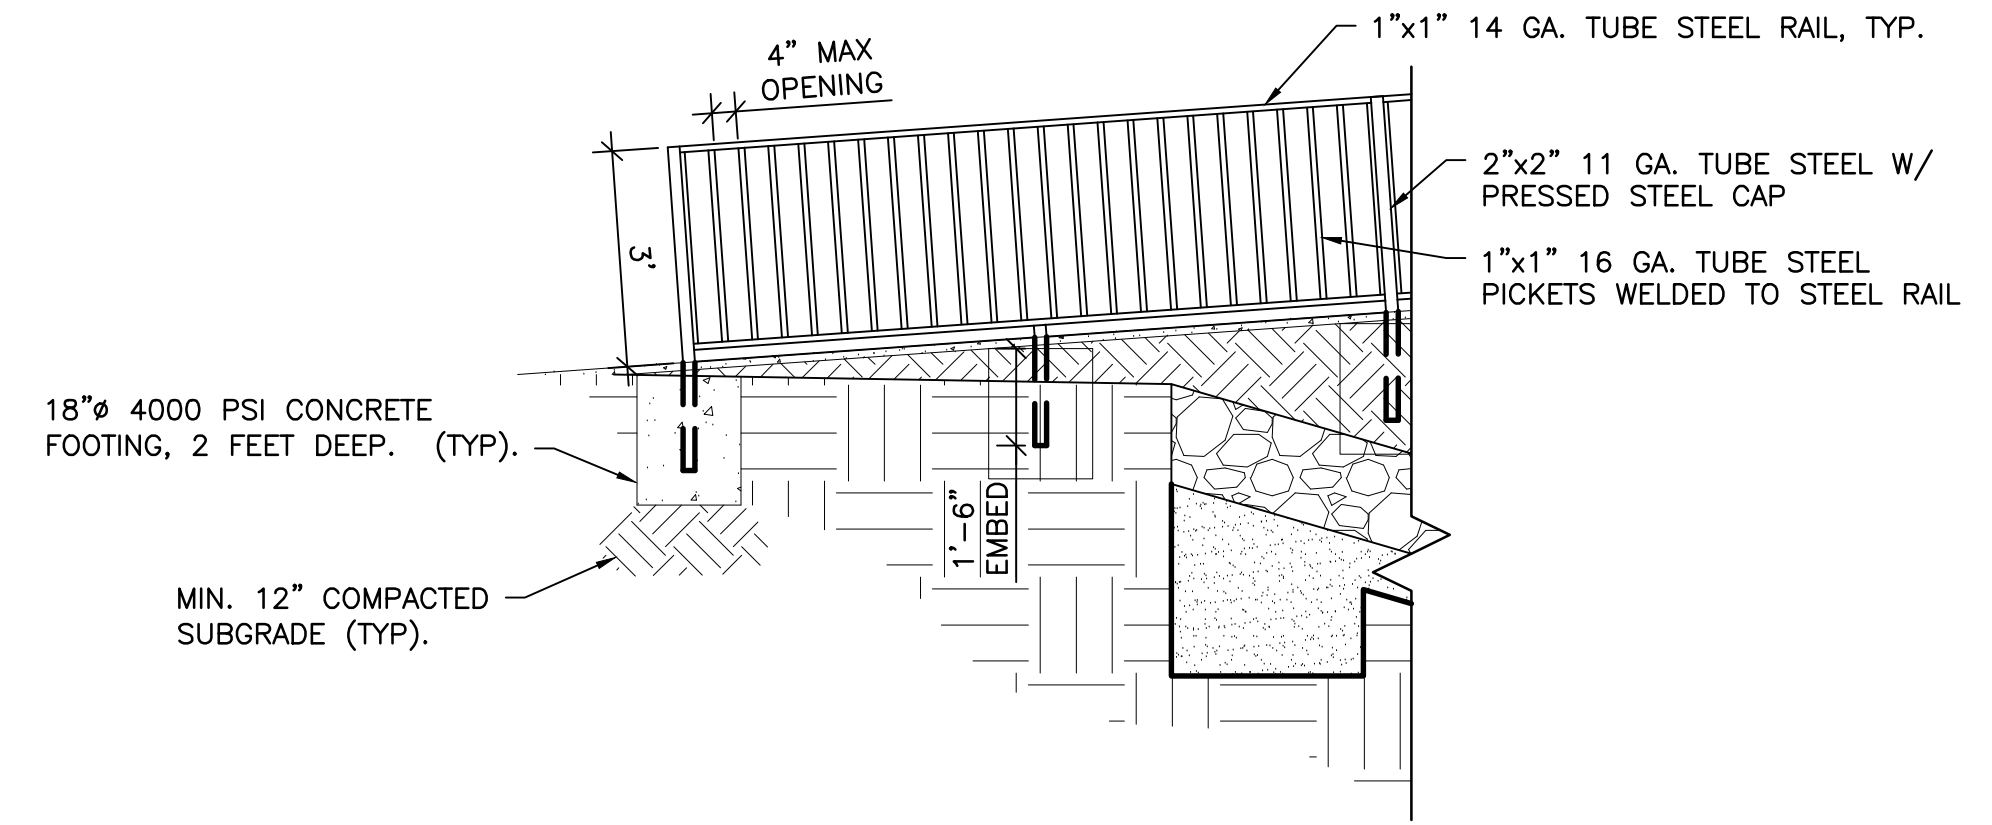 1”x1” 14 GA. TUBE STEEL RAIL, TYP.
4” MAX
OPENING
2”x2” 11 GA. TUBE STEEL W/
PRESSED STEEL CAP
3’
1”x1” 16 GA. TUBE STEEL
PICKETS WELDED TO STEEL RAIL
18”ø 4000 PSI CONCRETE
FOOTING, 2 FEET DEEP. (TYP).
1’–6”
EMBED
MIN. 12” COMPACTED
SUBGRADE (TYP).